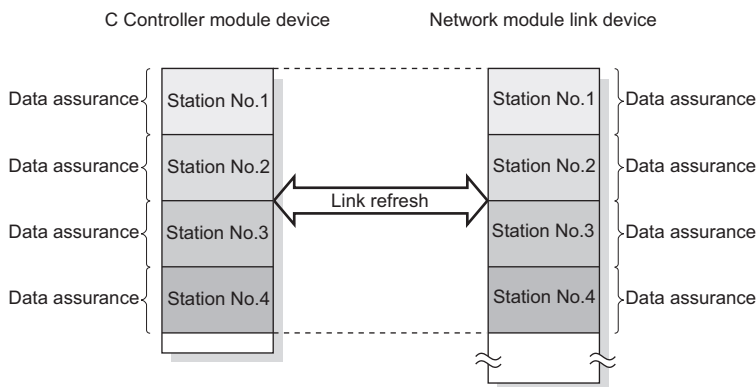 C Controller module device Network module link device
Data assurance Station No.1 Station No.1 Data assurance
Data assurance Station No.2 Station No.2 Data assurance
Link refresh
Data assurance Station No.3 Station No.3 Data assurance
Data assurance Station No.4 Station No.4 Data assurance